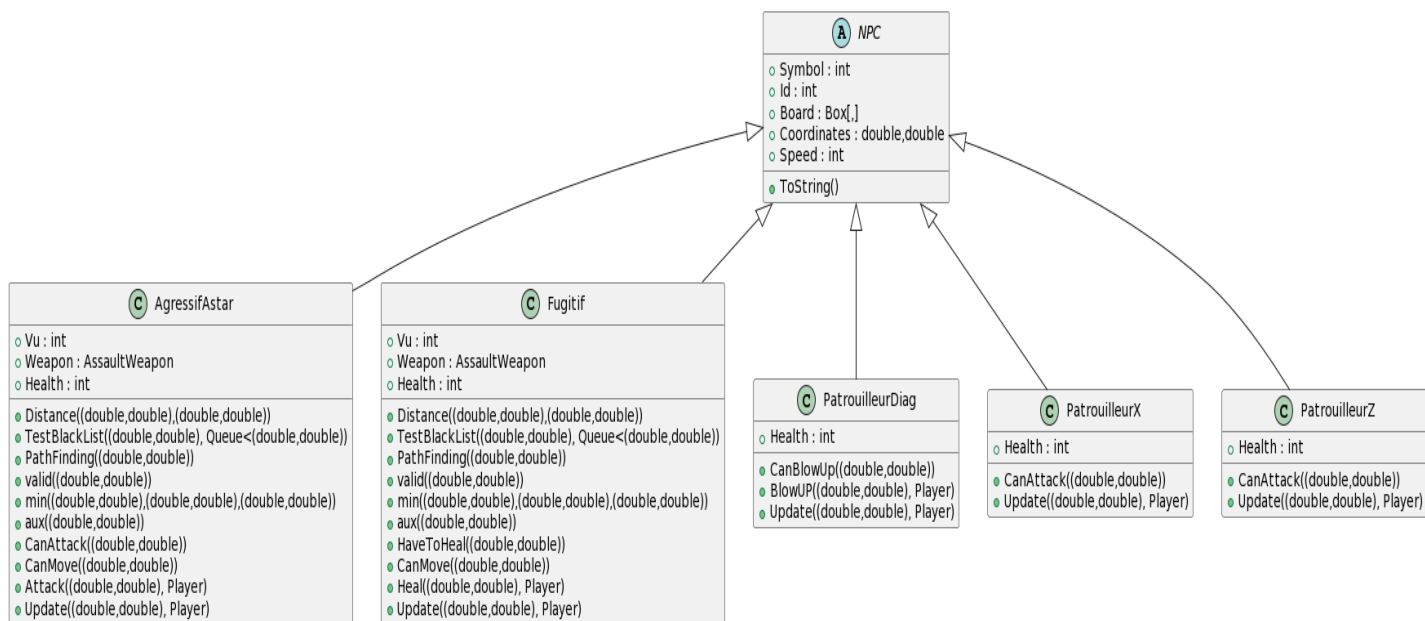 A NPC
Symbol : int
Id : int
Board : Box[,]
Coordinates : double,double
Speed : int
ToString()
C AgressifAstar
Vu : int
Weapon : AssaultWeapon
Health : int
Distance((double,double),(double,double))
TestBlackList((double,double), Queue<(double,double))
PathFinding((double,double))
valid((double,double))
min((double,double),(double,double),(double,double))
aux((double,double))
CanAttack((double,double))
CanMove((double,double))
Attack((double,double), Player)
Update((double,double), Player)
C Fugitif
Vu : int
Weapon : AssaultWeapon
Health : int
Distance((double,double),(double,double))
TestBlackList((double,double), Queue<(double,double))
PathFinding((double,double))
valid((double,double))
min((double,double),(double,double),(double,double))
aux((double,double))
HaveToHeal((double,double))
CanMove((double,double))
Heal((double,double), Player)
Update((double,double), Player)
C PatrouilleurDiag
Health : int
CanBlowUp((double,double))
BlowUP((double,double), Player)
Update((double,double), Player)
C PatrouilleurX
Health : int
CanAttack((double,double))
Update((double,double), Player)
C PatrouilleurZ
Health : int
CanAttack((double,double))
Update((double,double), Player)